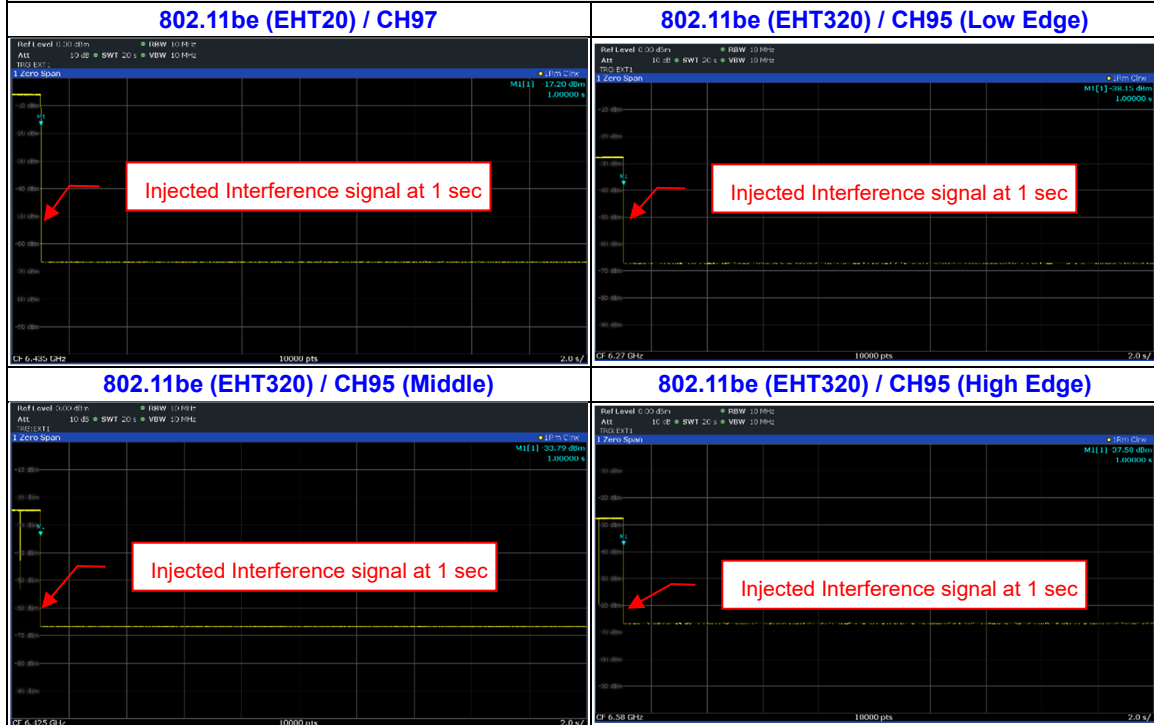 802.11be (EHT20) / CH97
Ref Level 0.00 dBm RBW 10 MHz
Att 10 dB SWT 20 s VBW 10 MHz
TRG:EXT1
1 Zero Span 1Rm Clrw
M1[1] -17.20 dBm
1.00000 s
M1
Injected Interference signal at 1 sec
CF 6.435 GHz 10000 pts 2.0 s/
802.11be (EHT320) / CH95 (Low Edge)
Ref Level 0.00 dBm RBW 10 MHz
Att 10 dB SWT 20 s VBW 10 MHz
TRG:EXT1
1 Zero Span 1Rm Clrw
M1[1] -38.15 dBm
1.00000 s
M1
Injected Interference signal at 1 sec
-70 dBm
CF 6.27 GHz 10000 pts 2.0 s/
802.11be (EHT320) / CH95 (Middle)
Ref Level 0.00 dBm RBW 10 MHz
Att 10 dB SWT 20 s VBW 10 MHz
TRG:EXT1
1 Zero Span 1Rm Clrw
M1[1] -33.79 dBm
1.00000 s
Injected Interference signal at 1 sec
CF 6.425 GHz 10000 pts 2.0 s/
802.11be (EHT320) / CH95 (High Edge)
Ref Level 0.00 dBm RBW 10 MHz
Att 10 dB SWT 20 s VBW 10 MHz
TRG:EXT1
1 Zero Span 1Rm Clrw
M1[1] -37.58 dBm
1.00000 s
M1
-20 dBm
Injected Interference signal at 1 sec
CF 6.58 GHz 10000 pts 2.0 s/